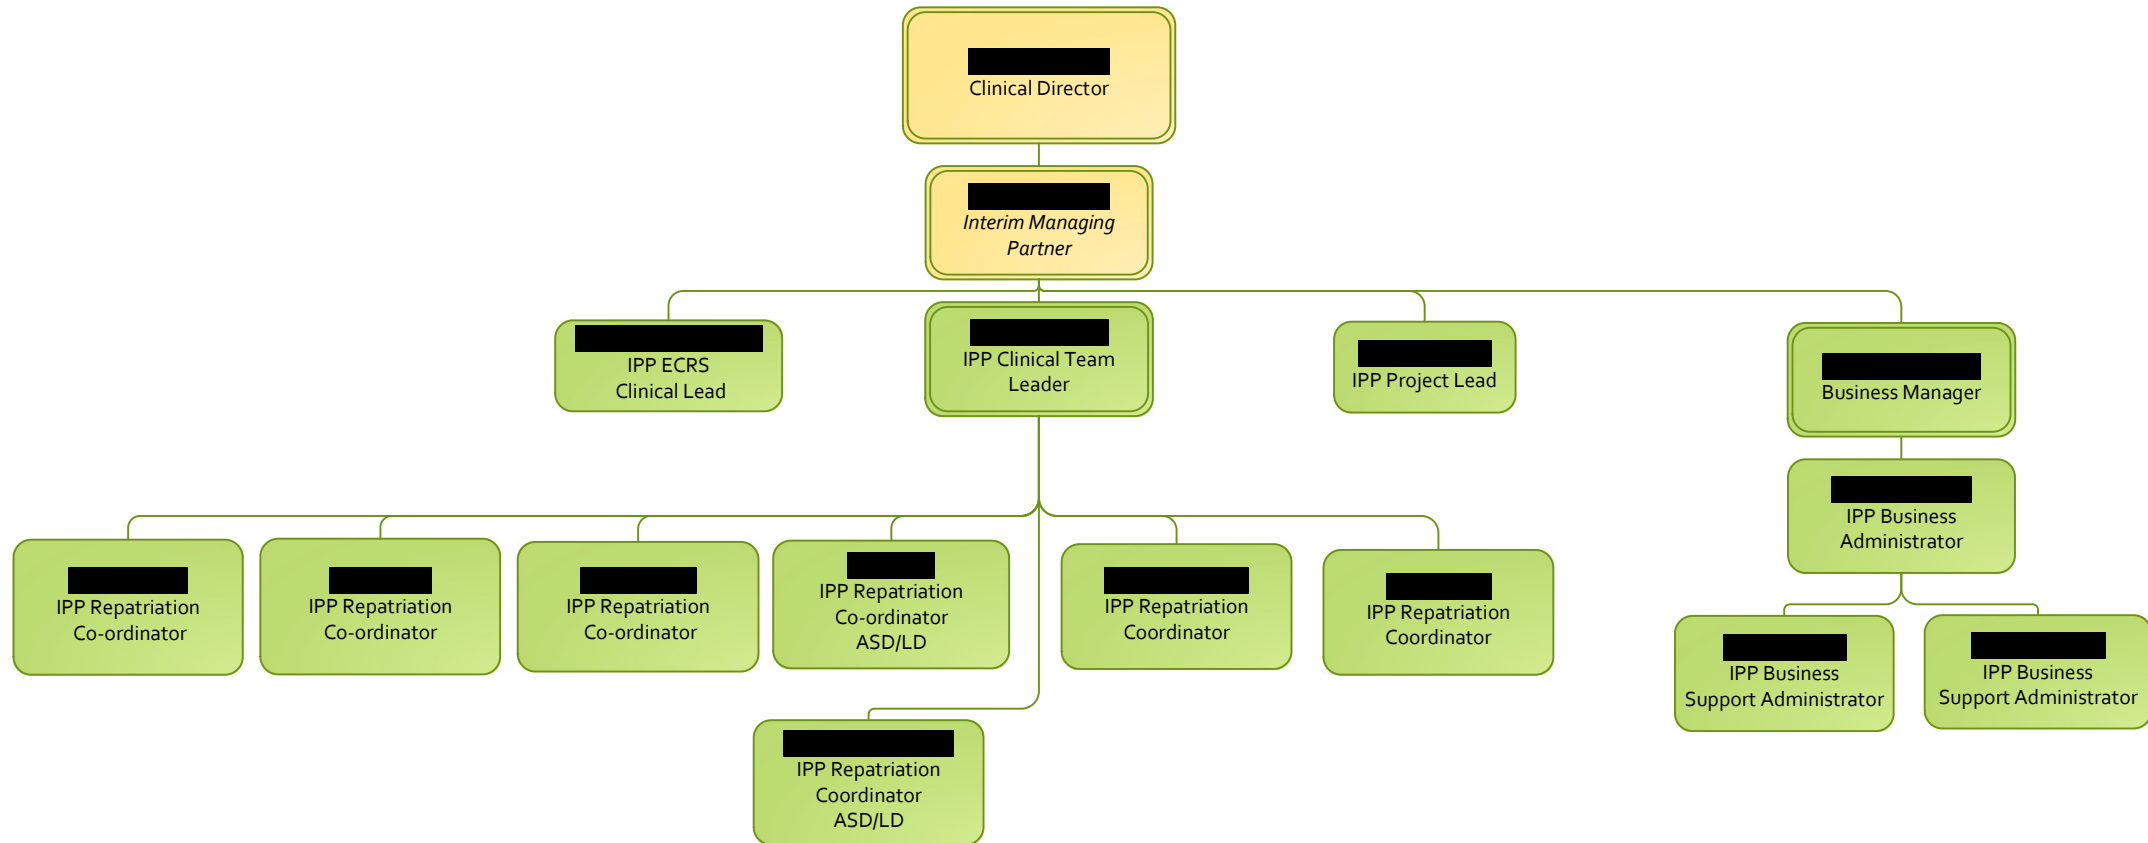 Clinical Director
Interim Managing
Partner
IPP ECRS
Clinical Lead
IPP Clinical Team
Leader
IPP Project Lead
Business Manager
IPP Business
Administrator
IPP Repatriation
Co-ordinator
IPP Repatriation
Co-ordinator
IPP Repatriation
Co-ordinator
IPP Repatriation
Co-ordinator
ASD/LD
IPP Repatriation
Coordinator
IPP Repatriation
Coordinator
IPP Business
Support Administrator
IPP Business
Support Administrator
IPP Repatriation
Coordinator
ASD/LD